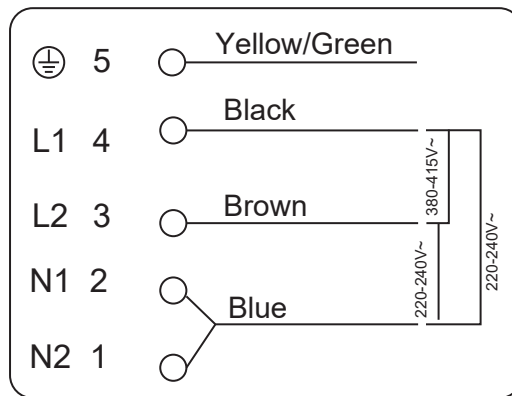 5 Yellow/Green
L1 4 Black
L2 3 Brown
N1 2
Blue
N2 1
380-415V~
220-240V~
220-240V~